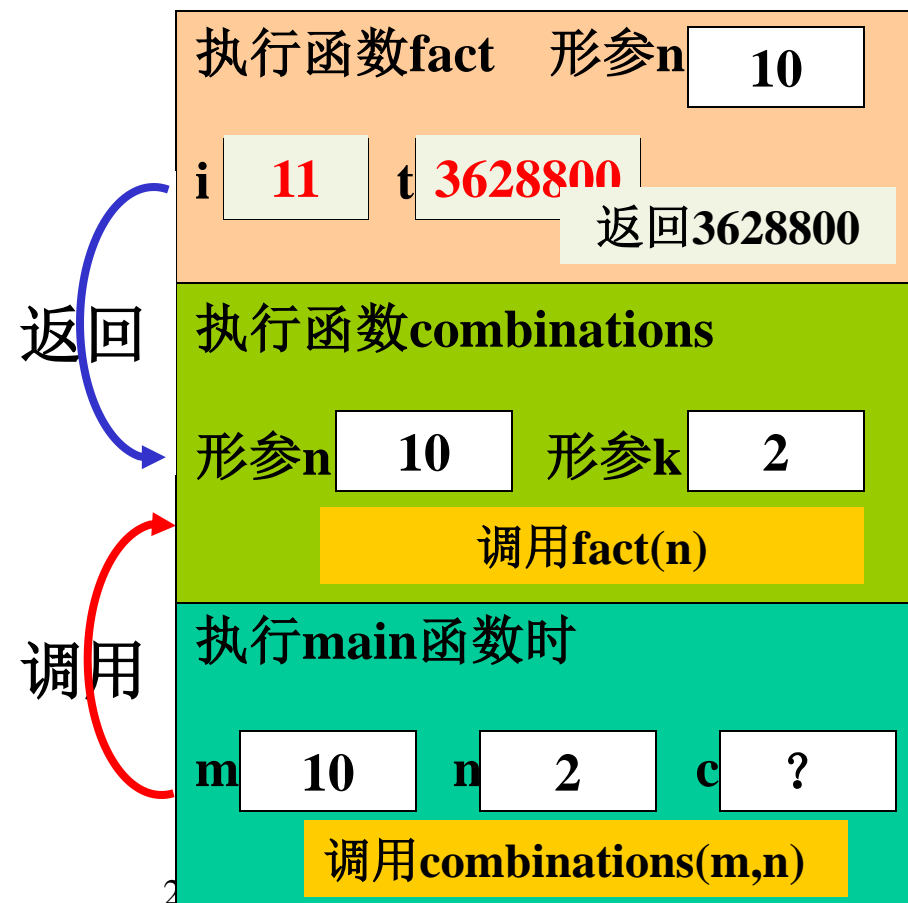 执行函数fact 形参n 10
i 11 t 3628800
返回3628800
返回
执行函数combinations
形参n 10 形参k 2
调用fact(n)
调用
执行main函数时
m 10 n 2 c ？
调用combinations(m,n)
2